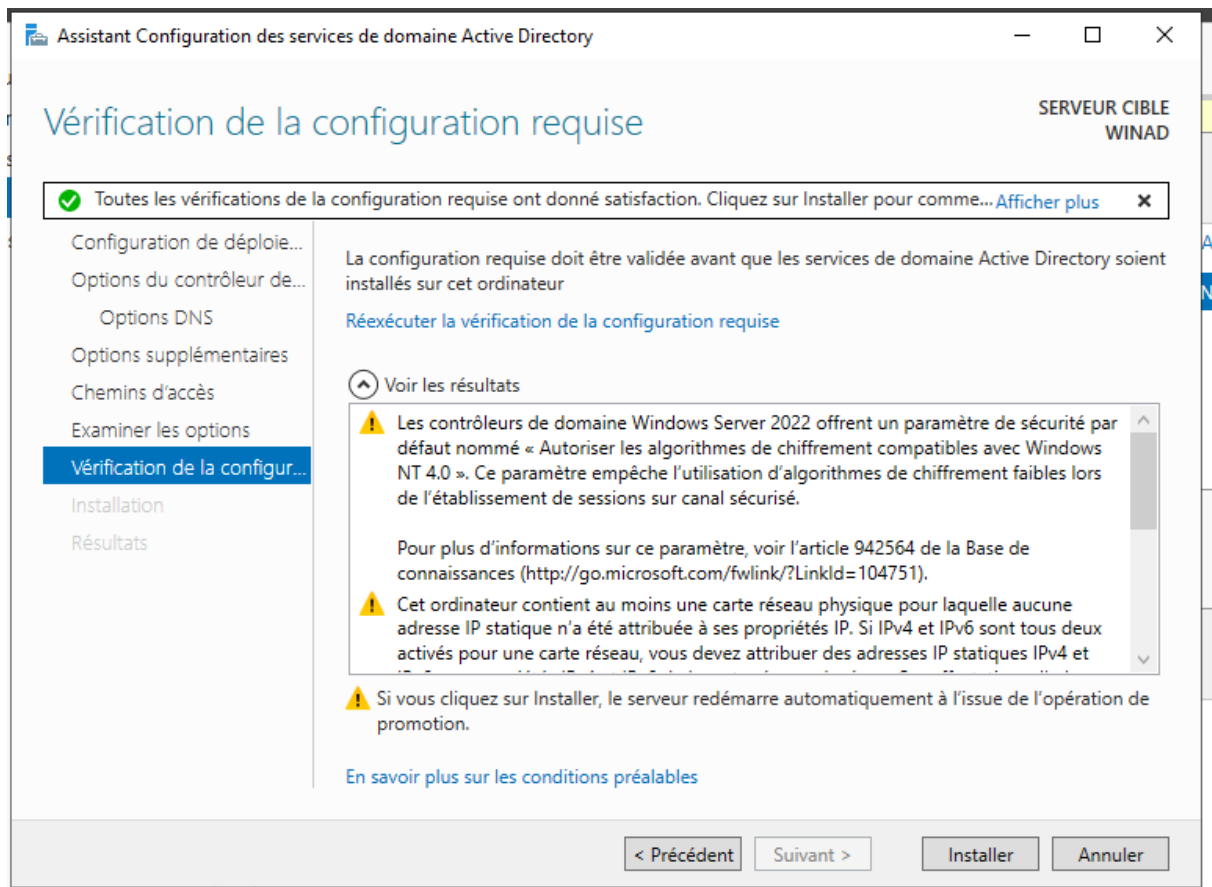 Assistant Configuration des services de domaine Active Directory
Vérification de la configuration requise
SERVEUR CIBLE
WINAD
Toutes les vérifications de la configuration requise ont donné satisfaction. Cliquez sur Installer pour comme... Afficher plus
Configuration de déploie...
Options du contrôleur de...
Options DNS
Options supplémentaires
Chemins d'accès
Examiner les options
Vérification de la configur...
Installation
Résultats
La configuration requise doit être validée avant que les services de domaine Active Directory soient
installés sur cet ordinateur
Réexécuter la vérification de la configuration requise
Voir les résultats
Les contrôleurs de domaine Windows Server 2022 offrent un paramètre de sécurité par
défaut nommé « Autoriser les algorithmes de chiffrement compatibles avec Windows
NT 4.0 ». Ce paramètre empêche l'utilisation d'algorithmes de chiffrement faibles lors
de l'établissement de sessions sur canal sécurisé.
Pour plus d'informations sur ce paramètre, voir l'article 942564 de la Base de
connaissances (http://go.microsoft.com/fwlink/?LinkId=104751).
Cet ordinateur contient au moins une carte réseau physique pour laquelle aucune
adresse IP statique n'a été attribuée à ses propriétés IP. Si IPv4 et IPv6 sont tous deux
activés pour une carte réseau, vous devez attribuer des adresses IP statiques IPv4 et
Si vous cliquez sur Installer, le serveur redémarre automatiquement à l'issue de l'opération de
promotion.
En savoir plus sur les conditions préalables
< Précédent
Suivant >
Installer
Annuler